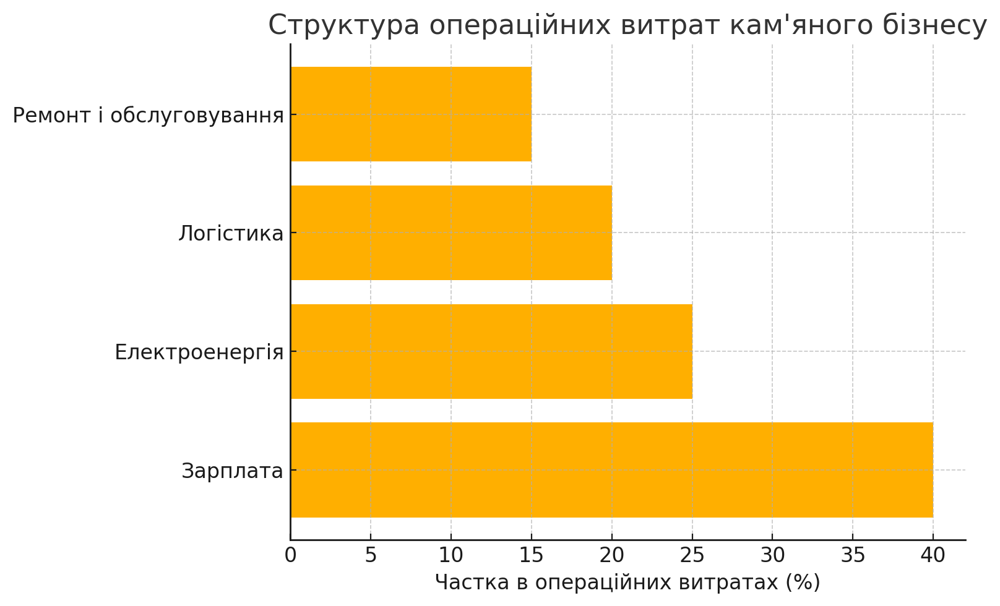 Структура операційних витрат кам'яного бізнесу
Ремонт і обслуговування
Логістика
Електроенергія
Зарплата
0 5 10 15 20 25 30 35 40
Частка в операційних витратах (%)